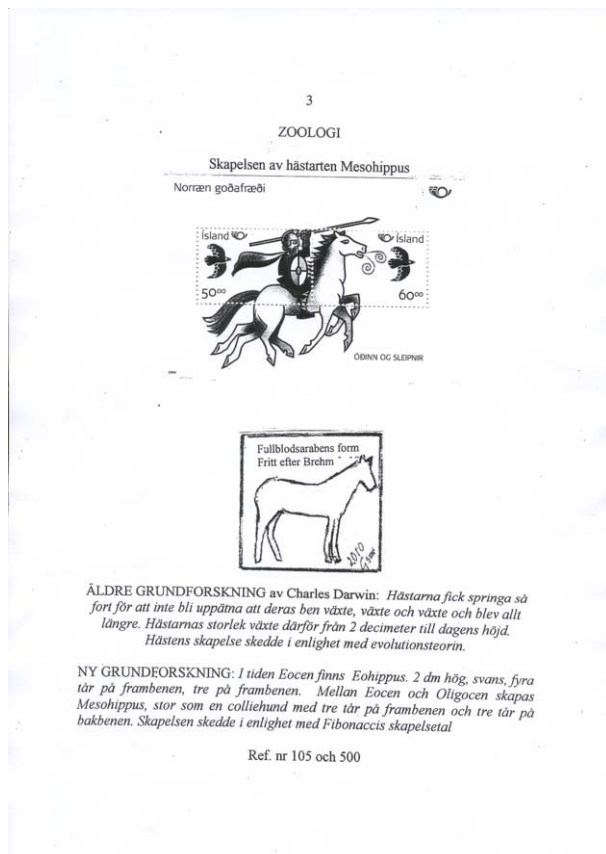 3
ZOOLOGI
Skapelsen av hästarten Mesohippus
Norræn goðafræði
Ísland
Ísland
50⁰⁰
60⁰⁰
ÓÐINN OG SLEIPNIR
Fullblodsarabens form
Fritt efter Brehm
2010
ÄLDRE GRUNDFORSKNING av Charles Darwin: Hästarna fick springa så
fort för att inte bli uppätna att deras ben växte, växte och växte och blev allt
längre. Hästarnas storlek växte därför från 2 decimeter till dagens höjd.
Hästens skapelse skedde i enlighet med evolutionsteorin.
NY GRUNDFORSKNING: I tiden Eocen finns Eohippus. 2 dm hög, svans, fyra
tår på frambenen, tre på frambenen. Mellan Eocen och Oligocen skapas
Mesohippus, stor som en colliehund med tre tår på frambenen och tre tår på
bakbenen. Skapelsen skedde i enlighet med Fibonaccis skapelsetal
Ref. nr 105 och 500